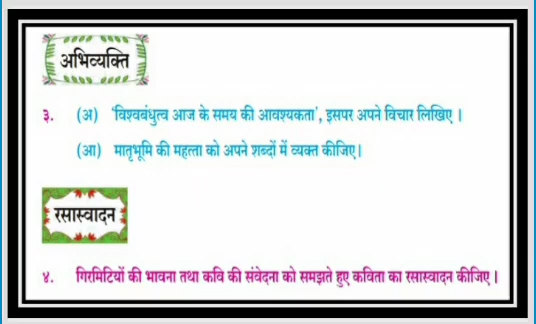 अभिव्यक्ति
३. (अ) 'विश्वबंधुत्व आज के समय की आवश्यकता', इसपर अपने विचार लिखिए ।
(आ) मातृभूमि की महत्ता को अपने शब्दों में व्यक्त कीजिए।
रसास्वादन
४. गिरमिटियों की भावना तथा कवि की संवेदना को समझते हुए कविता का रसास्वादन कीजिए ।